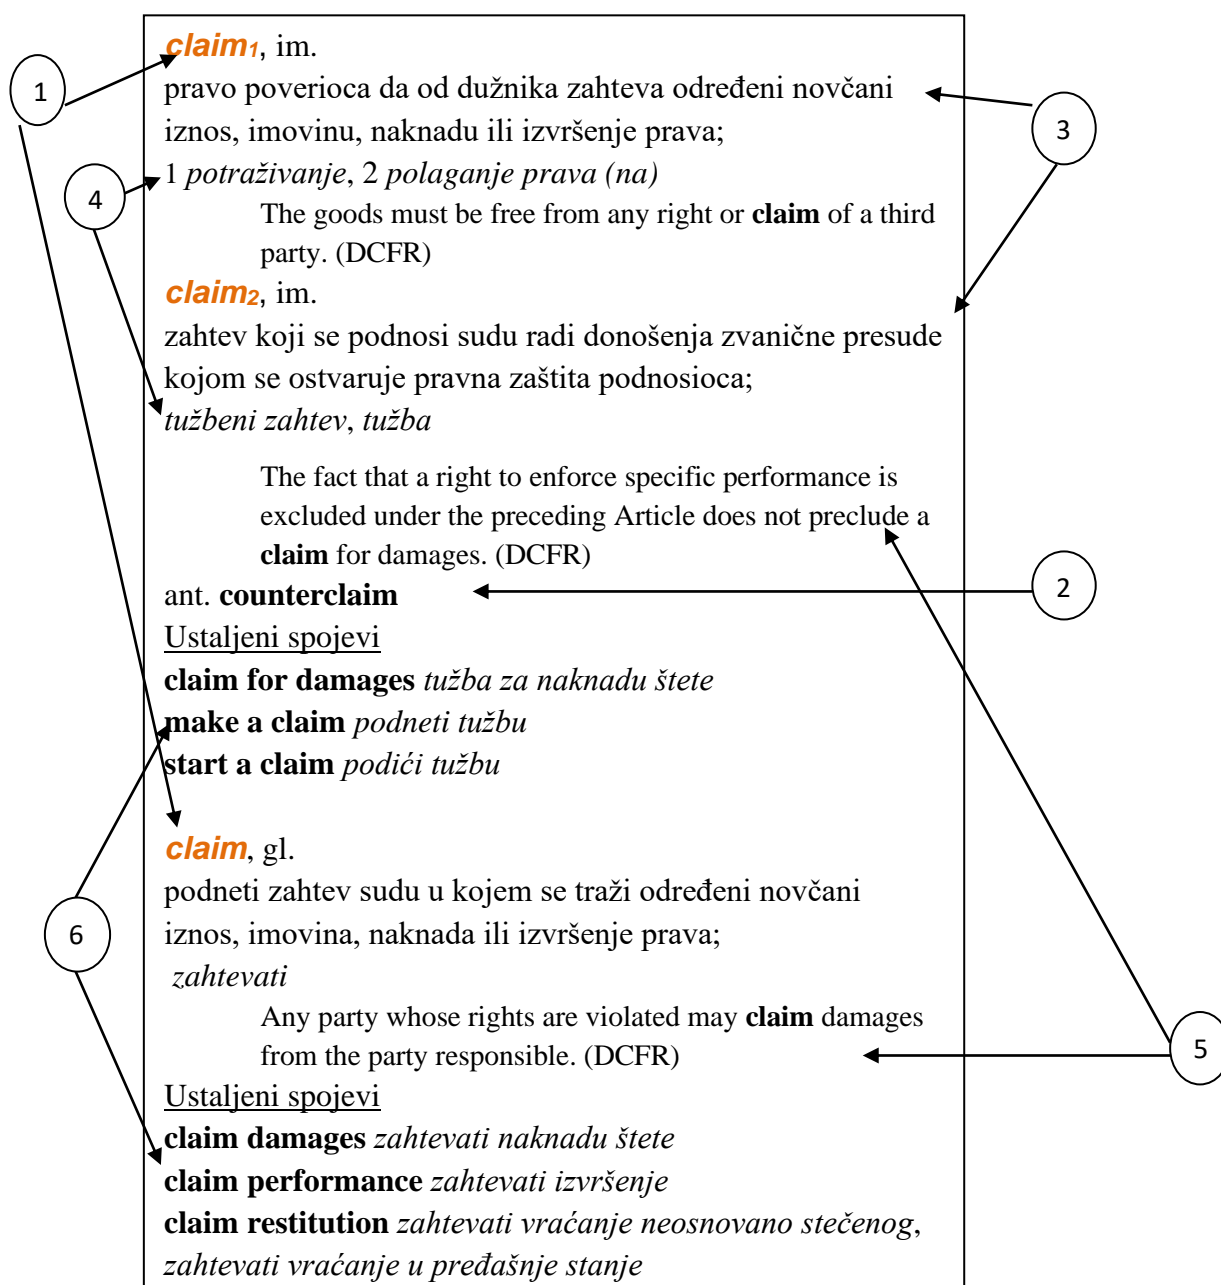 claim1, im.
1
pravo poverioca da od dužnika zahteva određeni novčani
iznos, imovinu, naknadu ili izvršenje prava;
3
1 potraživanje, 2 polaganje prava (na)
4
The goods must be free from any right or claim of a third
party. (DCFR)
claim2, im.
zahtev koji se podnosi sudu radi donošenja zvanične presude
kojom se ostvaruje pravna zaštita podnosioca;
tužbeni zahtev, tužba
The fact that a right to enforce specific performance is
excluded under the preceding Article does not preclude a
claim for damages. (DCFR)
ant. counterclaim
2
Ustaljeni spojevi
claim for damages tužba za naknadu štete
make a claim podneti tužbu
start a claim podići tužbu
claim, gl.
podneti zahtev sudu u kojem se traži određeni novčani
iznos, imovina, naknada ili izvršenje prava;
6
zahtevati
Any party whose rights are violated may claim damages
from the party responsible. (DCFR)
5
Ustaljeni spojevi
claim damages zahtevati naknadu štete
claim performance zahtevati izvršenje
claim restitution zahtevati vraćanje neosnovano stečenog,
zahtevati vraćanje u pređašnje stanje